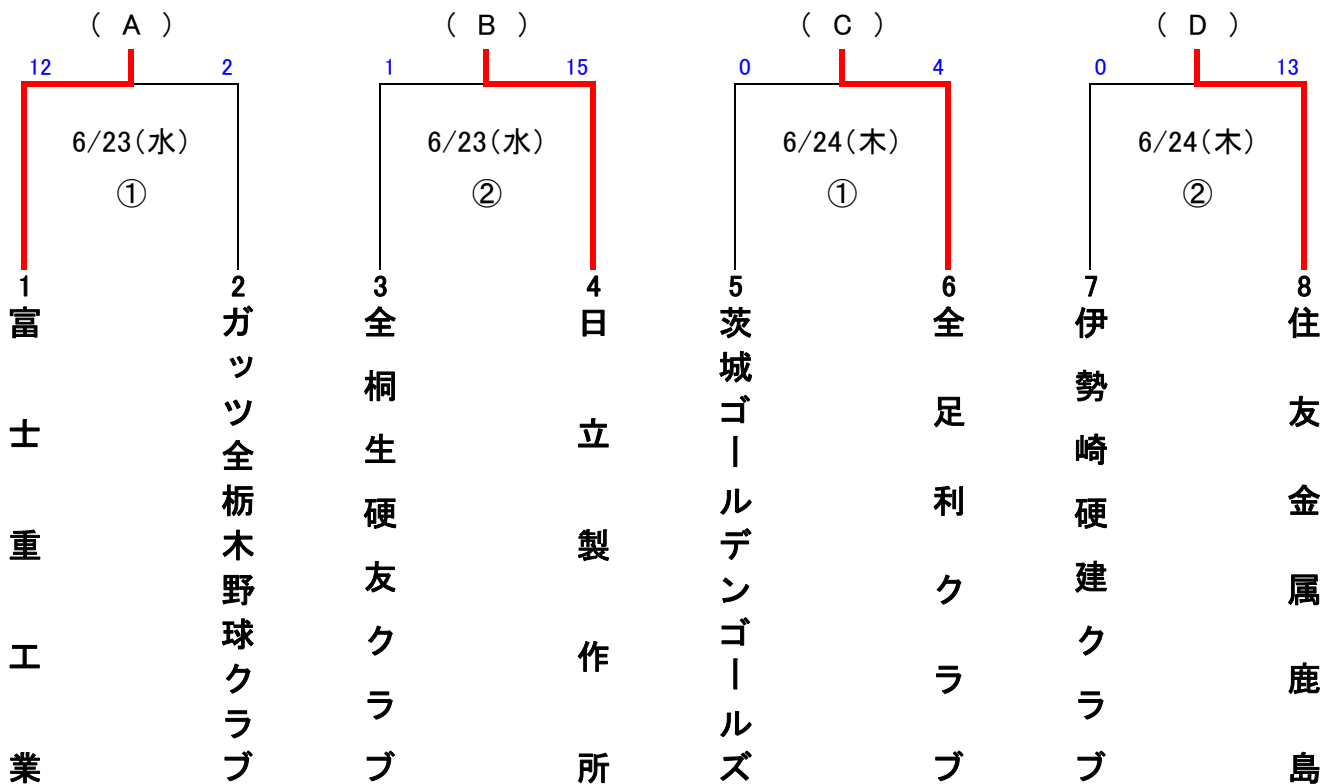 ( A )
( B )
( C )
( D )
12 2
1 15
0 4
0 13
6/23(水)
6/23(水)
6/24(木)
6/24(木)
①
②
①
②
1
2
3
4
5
6
7
8
富士重工業
ガッツ全栃木野球クラブ
全桐生硬友クラブ
日立製作所
茨城ゴールデンゴールズ
全足利クラブ
伊勢崎硬建クラブ
住友金属鹿島